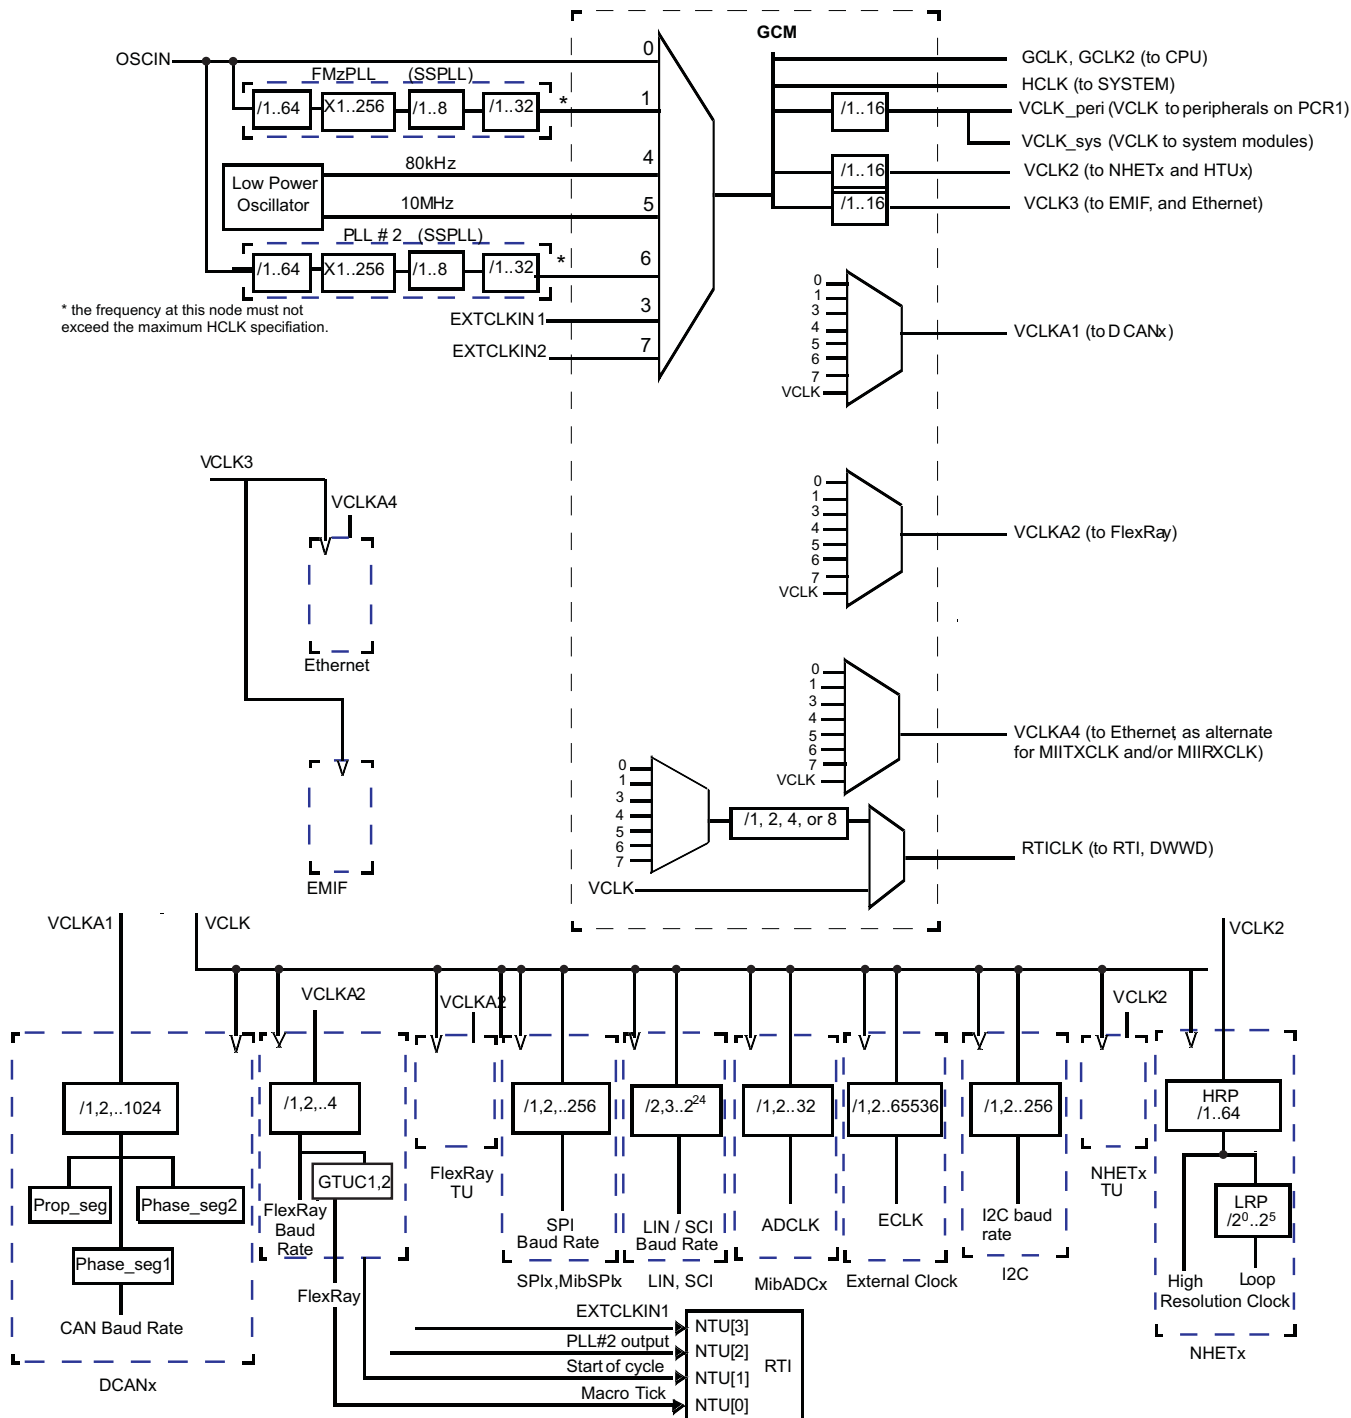 GCM
OSCIN
FMzPLL (SSPLL)
/1..64
X1..256
/1..8
/1..32
*
0
1
4
5
6
3
7
Low Power
Oscillator
80kHz
10MHz
PLL # 2 (SSPLL)
/1..64
X1..256
/1..8
/1..32
*
* the frequency at this node must not
exceed the maximum HCLK specifiation.
EXTCLKIN1
EXTCLKIN2
/1..16
/1..16
/1..16
GCLK, GCLK2 (to CPU)
HCLK (to SYSTEM)
VCLK_peri (VCLK to peripherals on PCR1)
VCLK_sys (VCLK to system modules)
VCLK2 (to NHETx and HTUx)
VCLK3 (to EMIF, and Ethernet)
0
1
3
4
5
6
7
VCLK
VCLKA1 (to DCANx)
0
1
3
4
5
6
7
VCLK
VCLKA2 (to FlexRay)
0
1
3
4
5
6
7
VCLK
VCLKA4 (to Ethernet, as alternate
for MIITXCLK and/or MIIRXCLK)
0
1
3
4
5
6
7
/1, 2, 4, or 8
VCLK
RTICLK (to RTI, DWWD)
VCLK3
VCLKA4
Ethernet
EMIF
VCLKA1
VCLK
VCLK2
VCLKA2
VCLKA2
VCLK2
/1,2,..1024
Prop_seg
Phase_seg2
Phase_seg1
CAN Baud Rate
DCANx
/1,2,..4
GTUC1,2
FlexRay
Baud
Rate
FlexRay
FlexRay
TU
/1,2,..256
SPI
Baud Rate
SPIx,MibSPIx
/2,3..2²⁴
LIN / SCI
Baud Rate
LIN, SCI
/1,2..32
ADCLK
MibADCx
/1,2..65536
ECLK
External Clock
/1,2..256
I2C baud
rate
I2C
NHETx
TU
HRP
/1..64
LRP
/2⁰..2⁵
High
Loop
Resolution Clock
NHETx
EXTCLKIN1
PLL#2 output
Start of cycle
Macro Tick
NTU[3]
NTU[2]
NTU[1]
NTU[0]
RTI